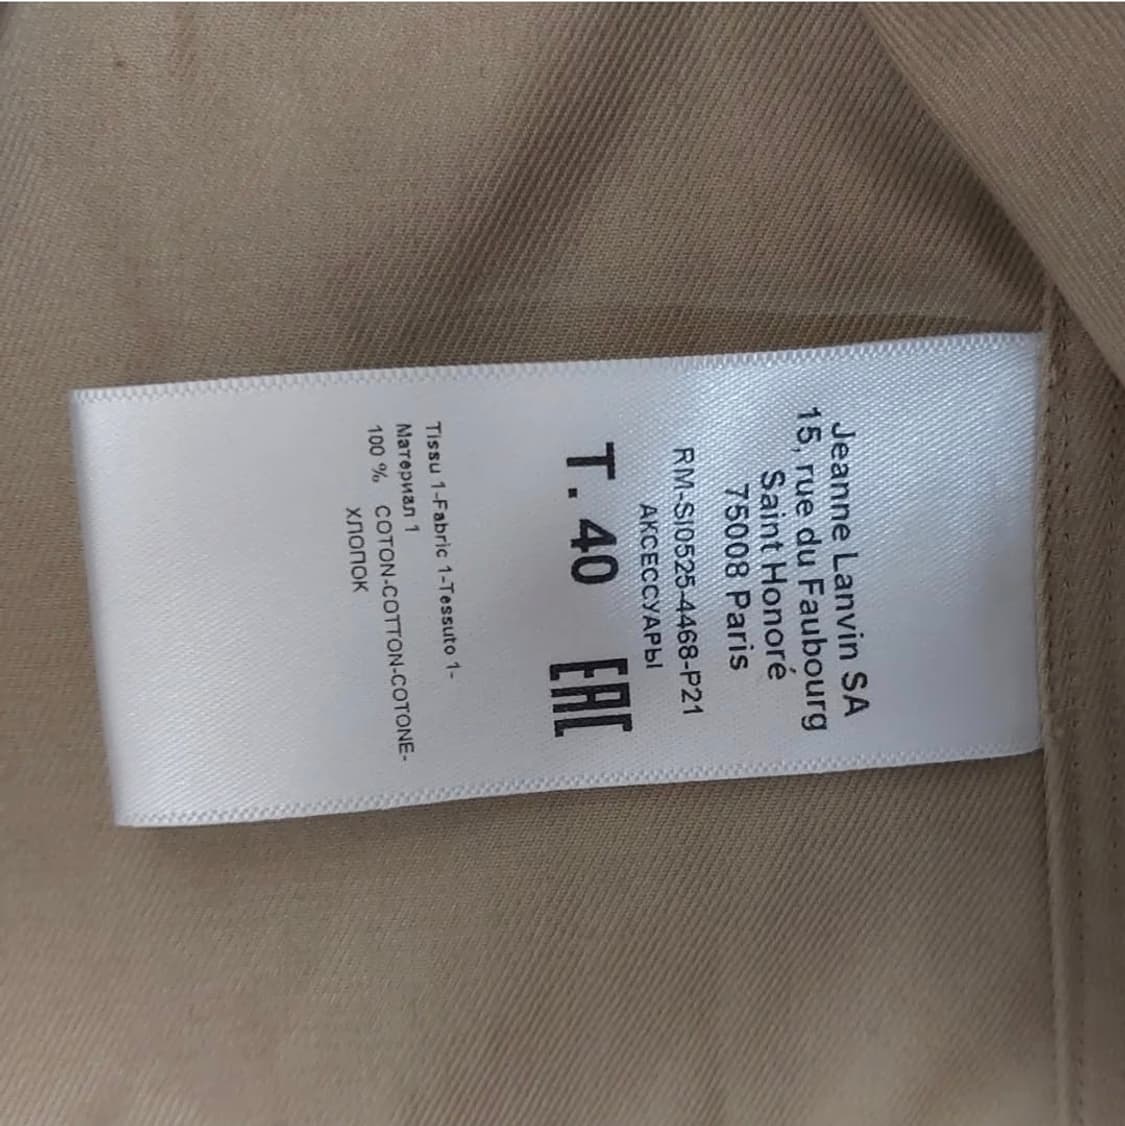 Jeanne Lanvin SA
15, rue du Faubourg
Saint Honoré
75008 Paris
RM-SI0525-4468-P21
АКСЕССУАРЫ
T. 40 EAC
Tissu 1-Fabric 1-Tessuto 1-
Материал 1
100 % COTON-COTTON-COTONE-
ХЛОПОК